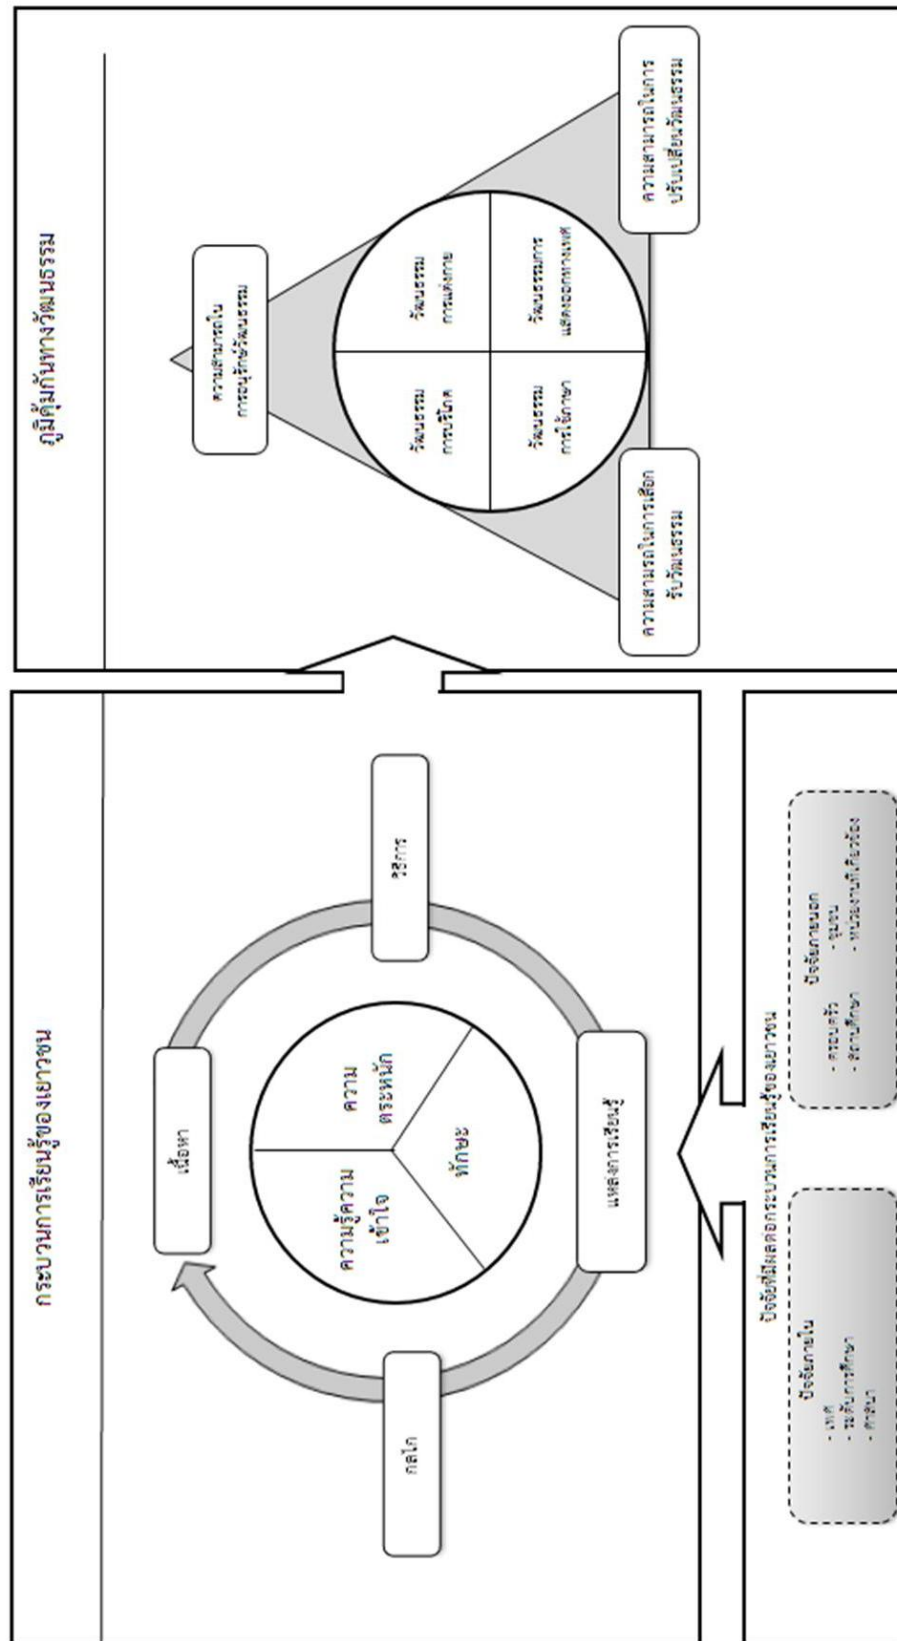 กระบวนการเรียนรู้ของเยาวชน
เนื้อหา
วิธีการ
แหล่งการเรียนรู้
กลไก
ความรู้ความ
เข้าใจ
ความ
ตระหนัก
ทักษะ
ปัจจัยที่มีผลต่อกระบวนการเรียนรู้ของเยาวชน
ปัจจัยภายใน
- เพศ
- ระดับการศึกษา
- ศาสนา
ปัจจัยภายนอก
- ครอบครัว - ชุมชน
- สถานศึกษา - หน่วยงานที่เกี่ยวข้อง
ภูมิคุ้มกันทางวัฒนธรรม
ความสามารถใน
การอนุรักษ์วัฒนธรรม
วัฒนธรรม
การบริโภค
วัฒนธรรม
การแต่งกาย
วัฒนธรรม
การใช้ภาษา
วัฒนธรรมการ
แสดงออกทางเพศ
ความสามารถในการเลือก
รับวัฒนธรรม
ความสามารถในการ
ปรับเปลี่ยนวัฒนธรรม